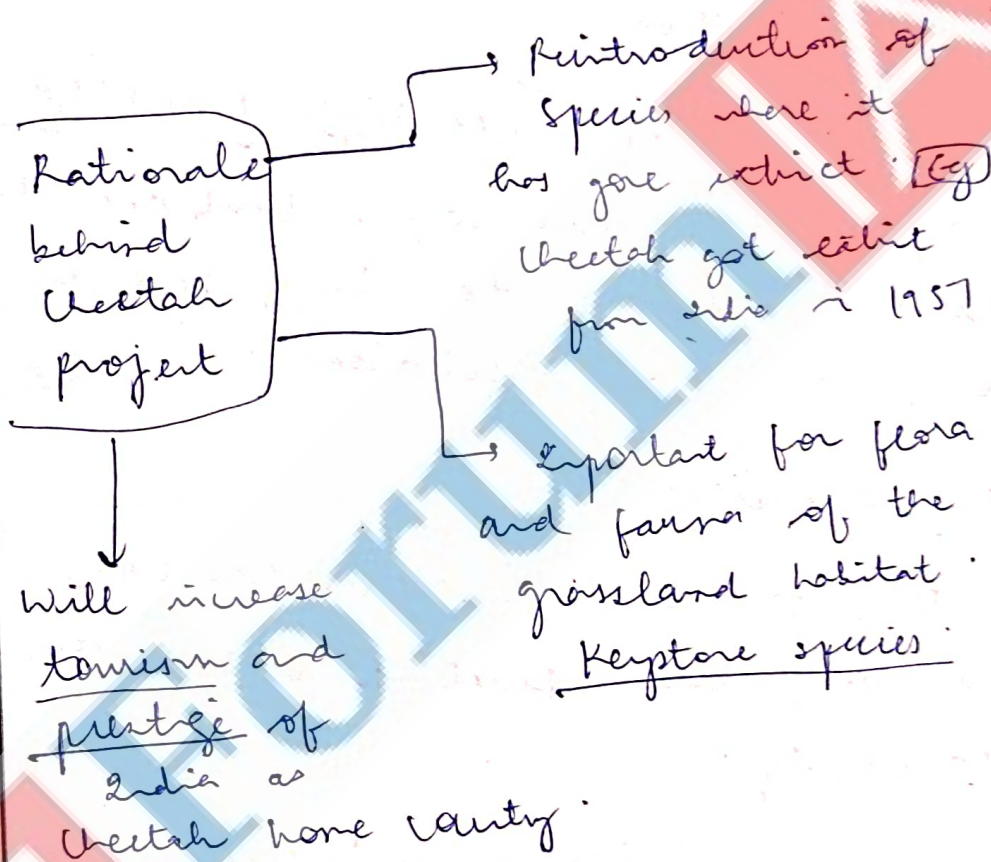 Rationale
behind
Cheetah
project
Reintroduction of
species where it
has gone extinct. Eg
Cheetah got extinct
from India in 1957
Important for flora
and fauna of the
grassland habitat.
Keystone species.
Will increase
tourism and
prestige of
India as
Cheetah home country.
Forum IA